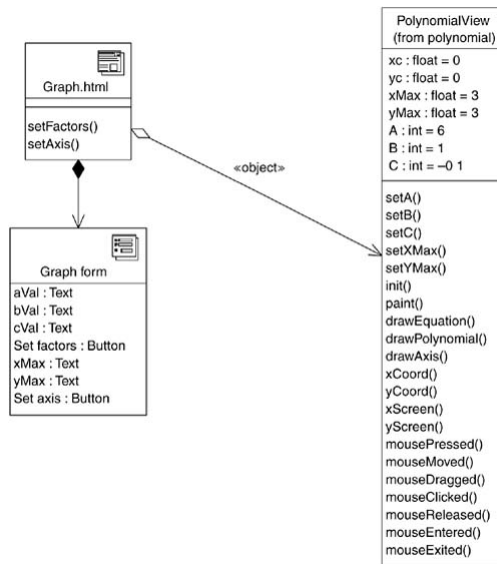 Graph.html
setFactors()
setAxis()
«object»
Graph form
aVal : Text
bVal : Text
cVal : Text
Set factors : Button
xMax : Text
yMax : Text
Set axis : Button
PolynomialView
(from polynomial)
xc : float = 0
yc : float = 0
xMax : float = 3
yMax : float = 3
A : int = 6
B : int = 1
C : int = –0 1
setA()
setB()
setC()
setXMax()
setYMax()
init()
paint()
drawEquation()
drawPolynomial()
drawAxis()
xCoord()
yCoord()
xScreen()
yScreen()
mousePressed()
mouseMoved()
mouseDragged()
mouseClicked()
mouseReleased()
mouseEntered()
mouseExited()